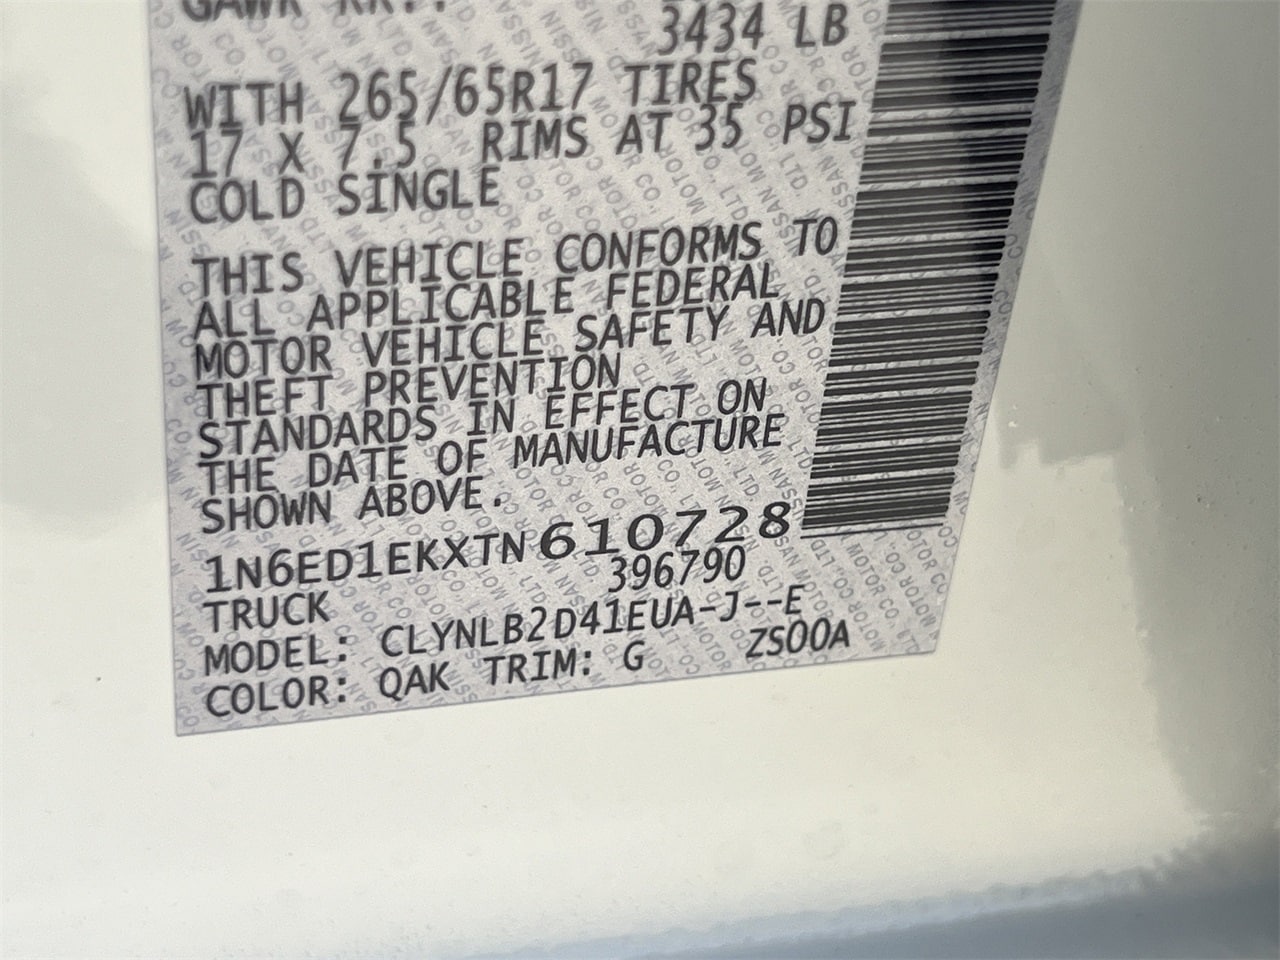 GAWR RR:
3434 LB
WITH 265/65R17 TIRES
17 X 7.5 RIMS AT 35 PSI
COLD SINGLE
THIS VEHICLE CONFORMS TO
ALL APPLICABLE FEDERAL
MOTOR VEHICLE SAFETY AND
THEFT PREVENTION
STANDARDS IN EFFECT ON
THE DATE OF MANUFACTURE
SHOWN ABOVE.
1N6ED1EKXTN610728
396790
TRUCK
MODEL: CLYNLB2D41EUA-J--E
COLOR: QAK TRIM: G ZS00A